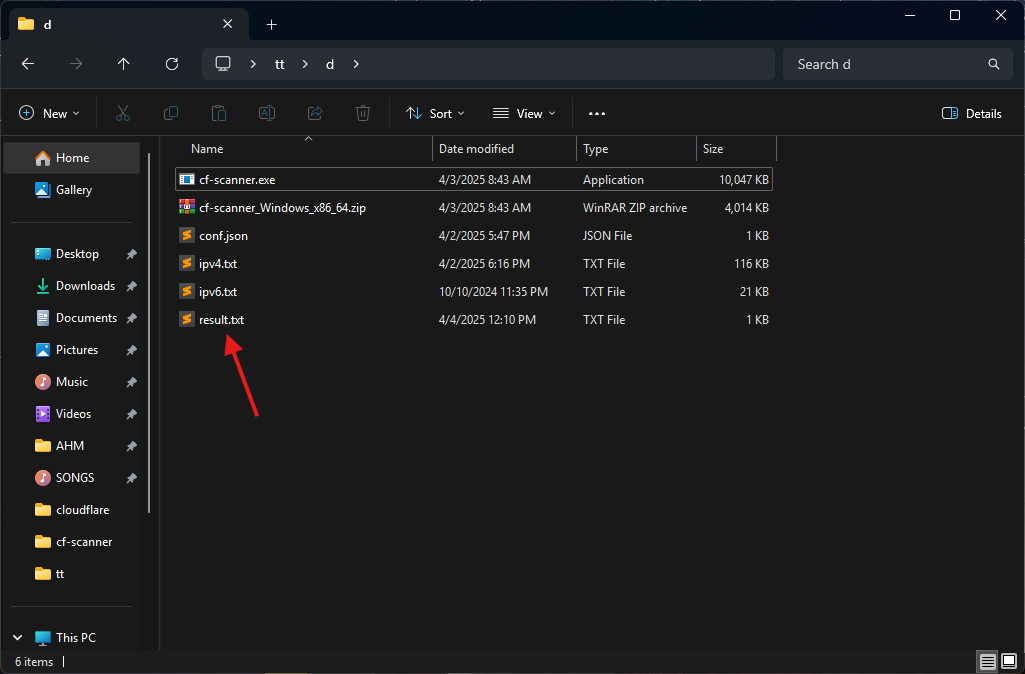 d
tt d
Search d
New Sort View Details
Name Date modified Type Size
cf-scanner.exe 4/3/2025 8:43 AM Application 10,047 KB
cf-scanner_Windows_x86_64.zip 4/3/2025 8:43 AM WinRAR ZIP archive 4,014 KB
conf.json 4/2/2025 5:47 PM JSON File 1 KB
ipv4.txt 4/2/2025 6:16 PM TXT File 116 KB
ipv6.txt 10/10/2024 11:35 PM TXT File 21 KB
result.txt 4/4/2025 12:10 PM TXT File 1 KB
Home
Gallery
Desktop
Downloads
Documents
Pictures
Music
Videos
AHM
SONGS
cloudflare
cf-scanner
tt
This PC
6 items